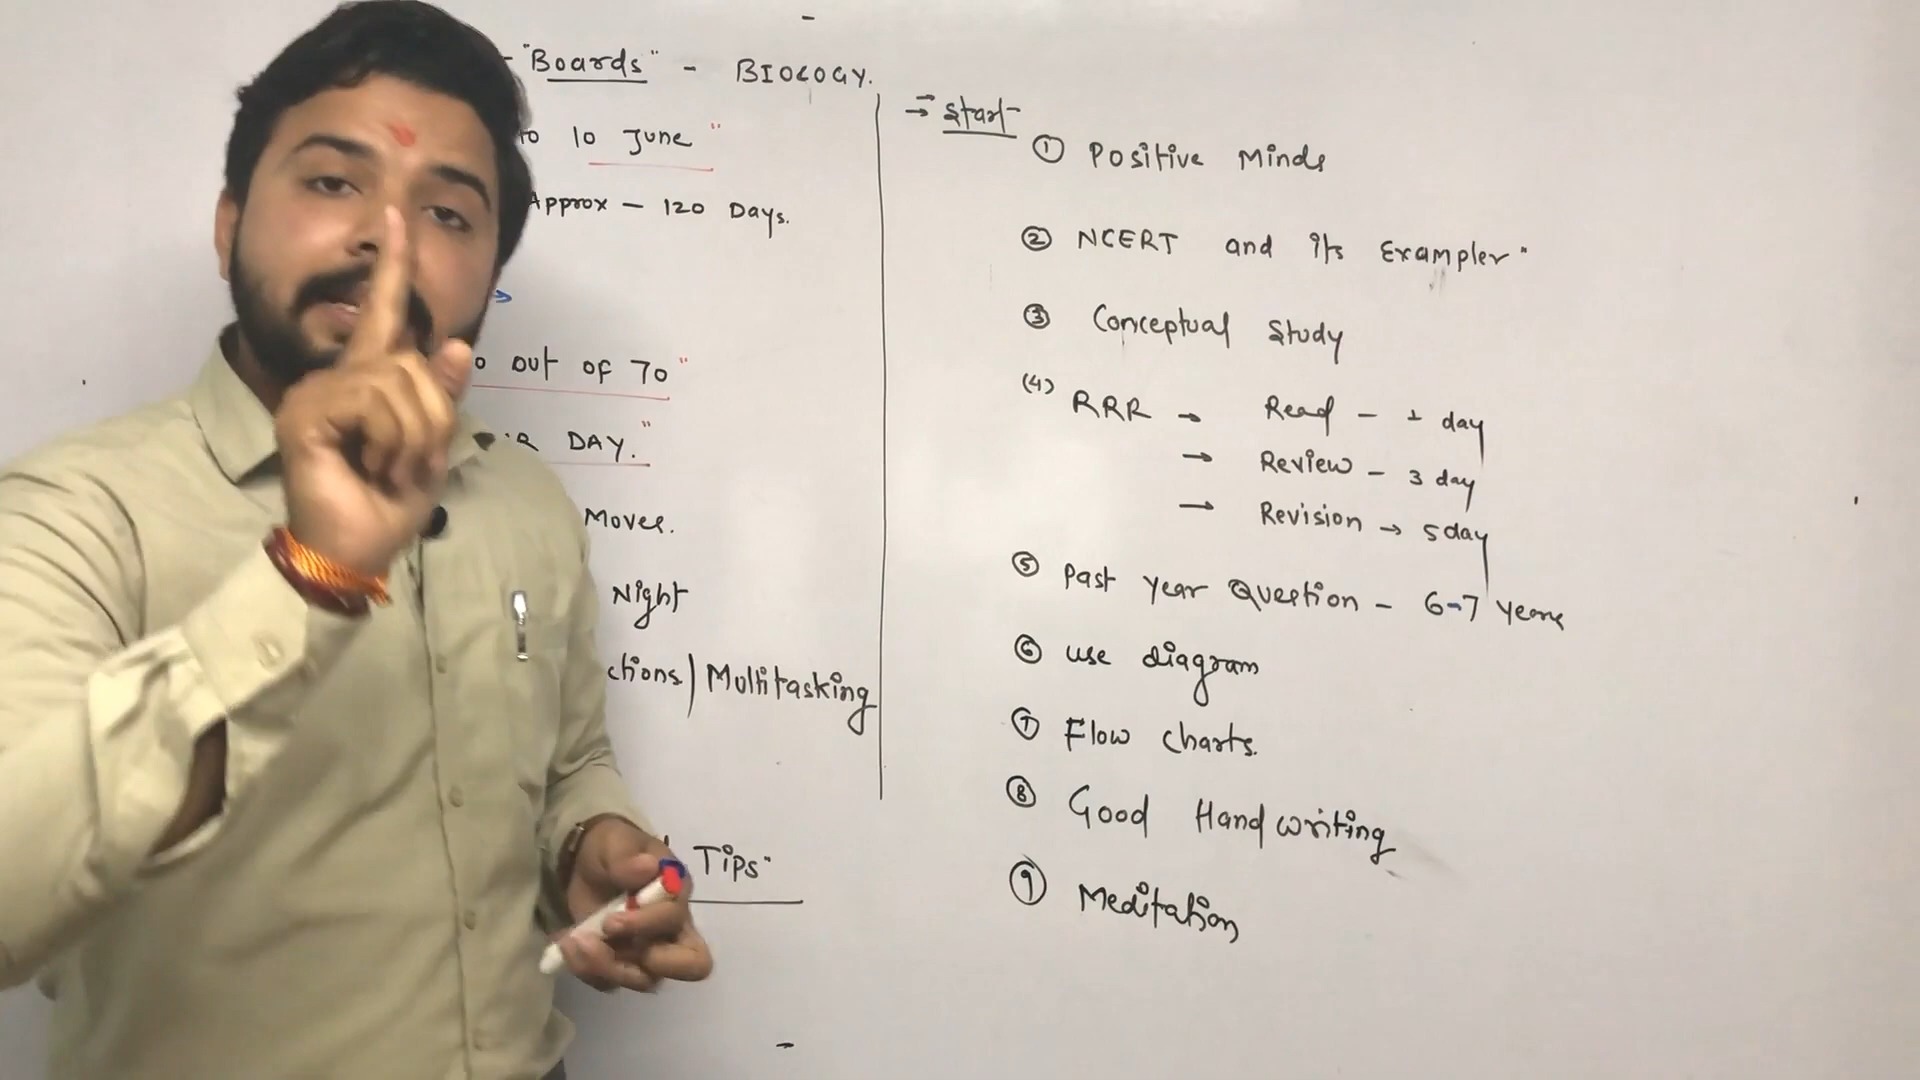 "Boards" - BIOLOGY.
to 10 June"
Approx - 120 Days.
out of 70"
DAY."
Moves.
Night
ctions / Multitasking
Tips"
→ Start
① Positive Minds
② NCERT and its Exampler"
③ Conceptual Study
(4) RRR → Read - 1 day
→ Review - 3 day
→ Revision → 5 day
⑤ Past Year Question - 6-7 years
⑥ use diagram
⑦ Flow charts.
⑧ Good Handwriting
⑨ Meditation